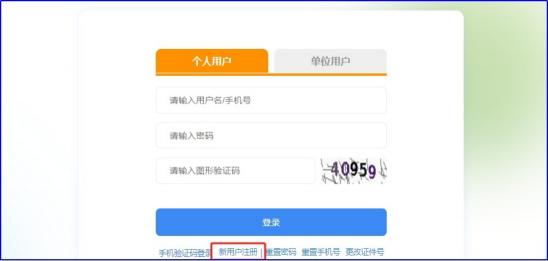 个人用户 单位用户
请输入用户名/手机号
请输入密码
请输入图形验证码 40959
登录
手机验证码登录 新用户注册 | 重置密码 重置手机号 更改证件号